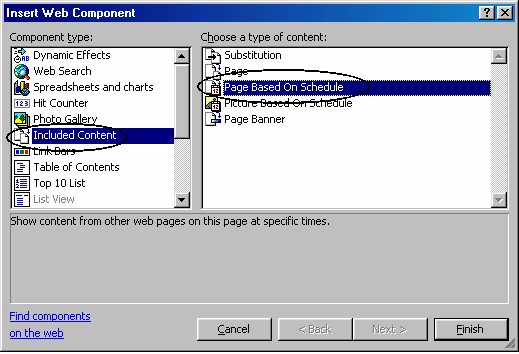 Insert Web Component
Component type:
Dynamic Effects
Web Search
Spreadsheets and charts
123 Hit Counter
Photo Gallery
Included Content
Link Bars
Table of Contents
Top 10 List
List View
Choose a type of content:
Substitution
Page
Page Based On Schedule
Picture Based On Schedule
Page Banner
Show content from other web pages on this page at specific times.
Find components
on the web
Cancel
< Back
Next >
Finish